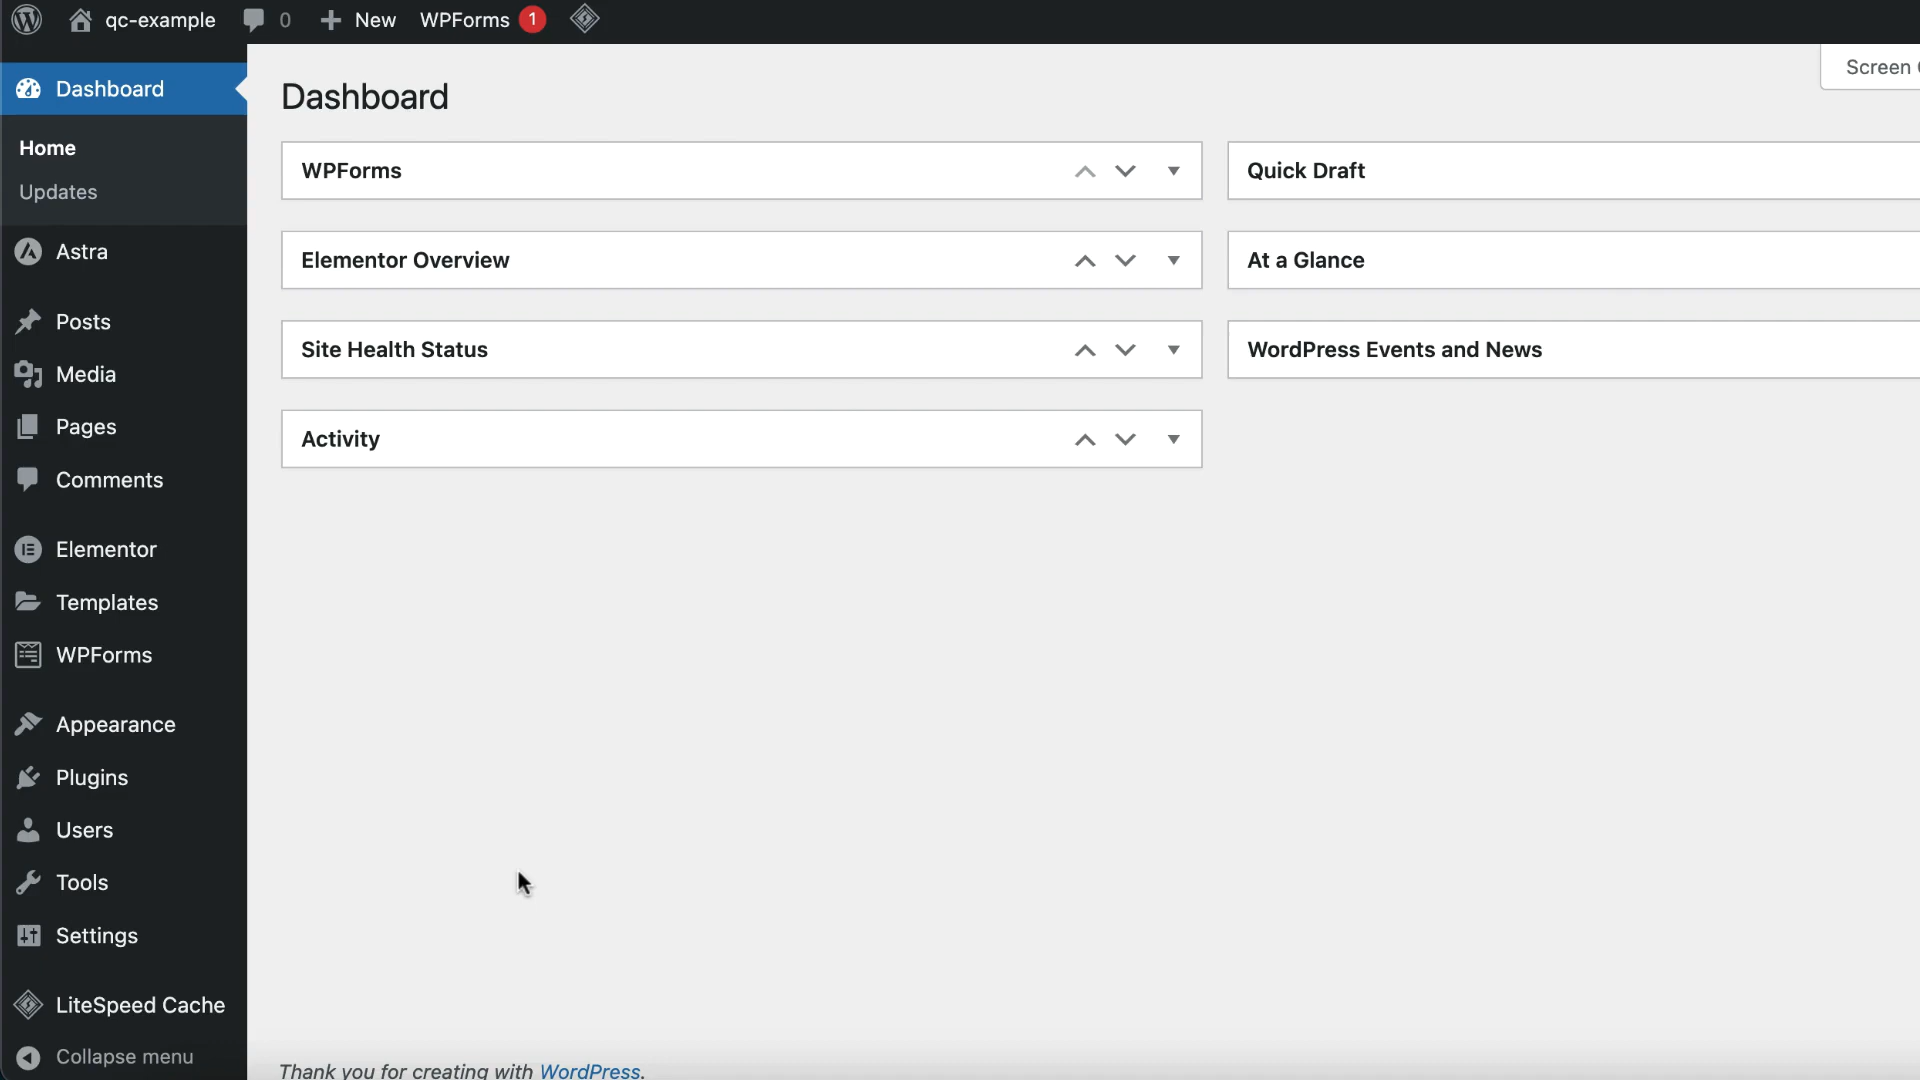 qc-example 0 New WPForms 1
Screen
Dashboard
Home
Updates
Astra
Posts
Media
Pages
Comments
Elementor
Templates
WPForms
Appearance
Plugins
Users
Tools
Settings
LiteSpeed Cache
Collapse menu
Dashboard
WPForms
Elementor Overview
Site Health Status
Activity
Quick Draft
At a Glance
WordPress Events and News
Thank you for creating with WordPress.